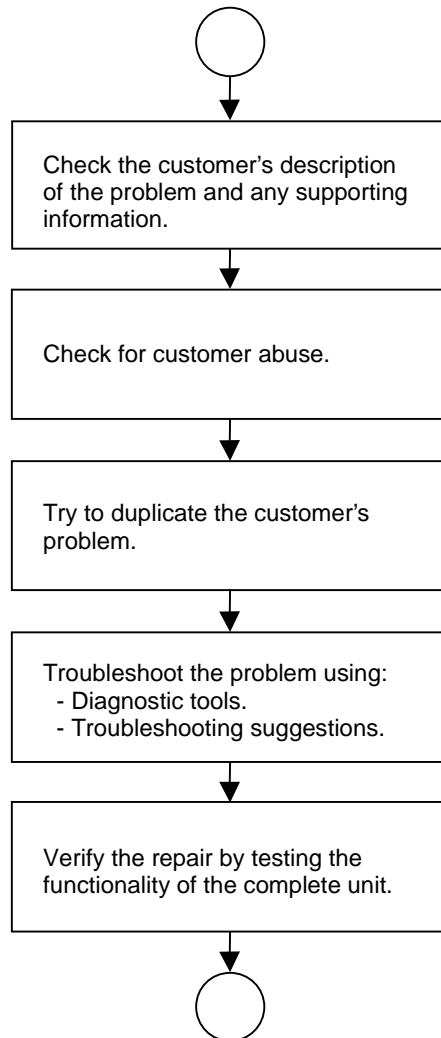 Check the customer’s description
of the problem and any supporting
information.
Check for customer abuse.
Try to duplicate the customer’s
problem.
Troubleshoot the problem using:
- Diagnostic tools.
- Troubleshooting suggestions.
Verify the repair by testing the
functionality of the complete unit.